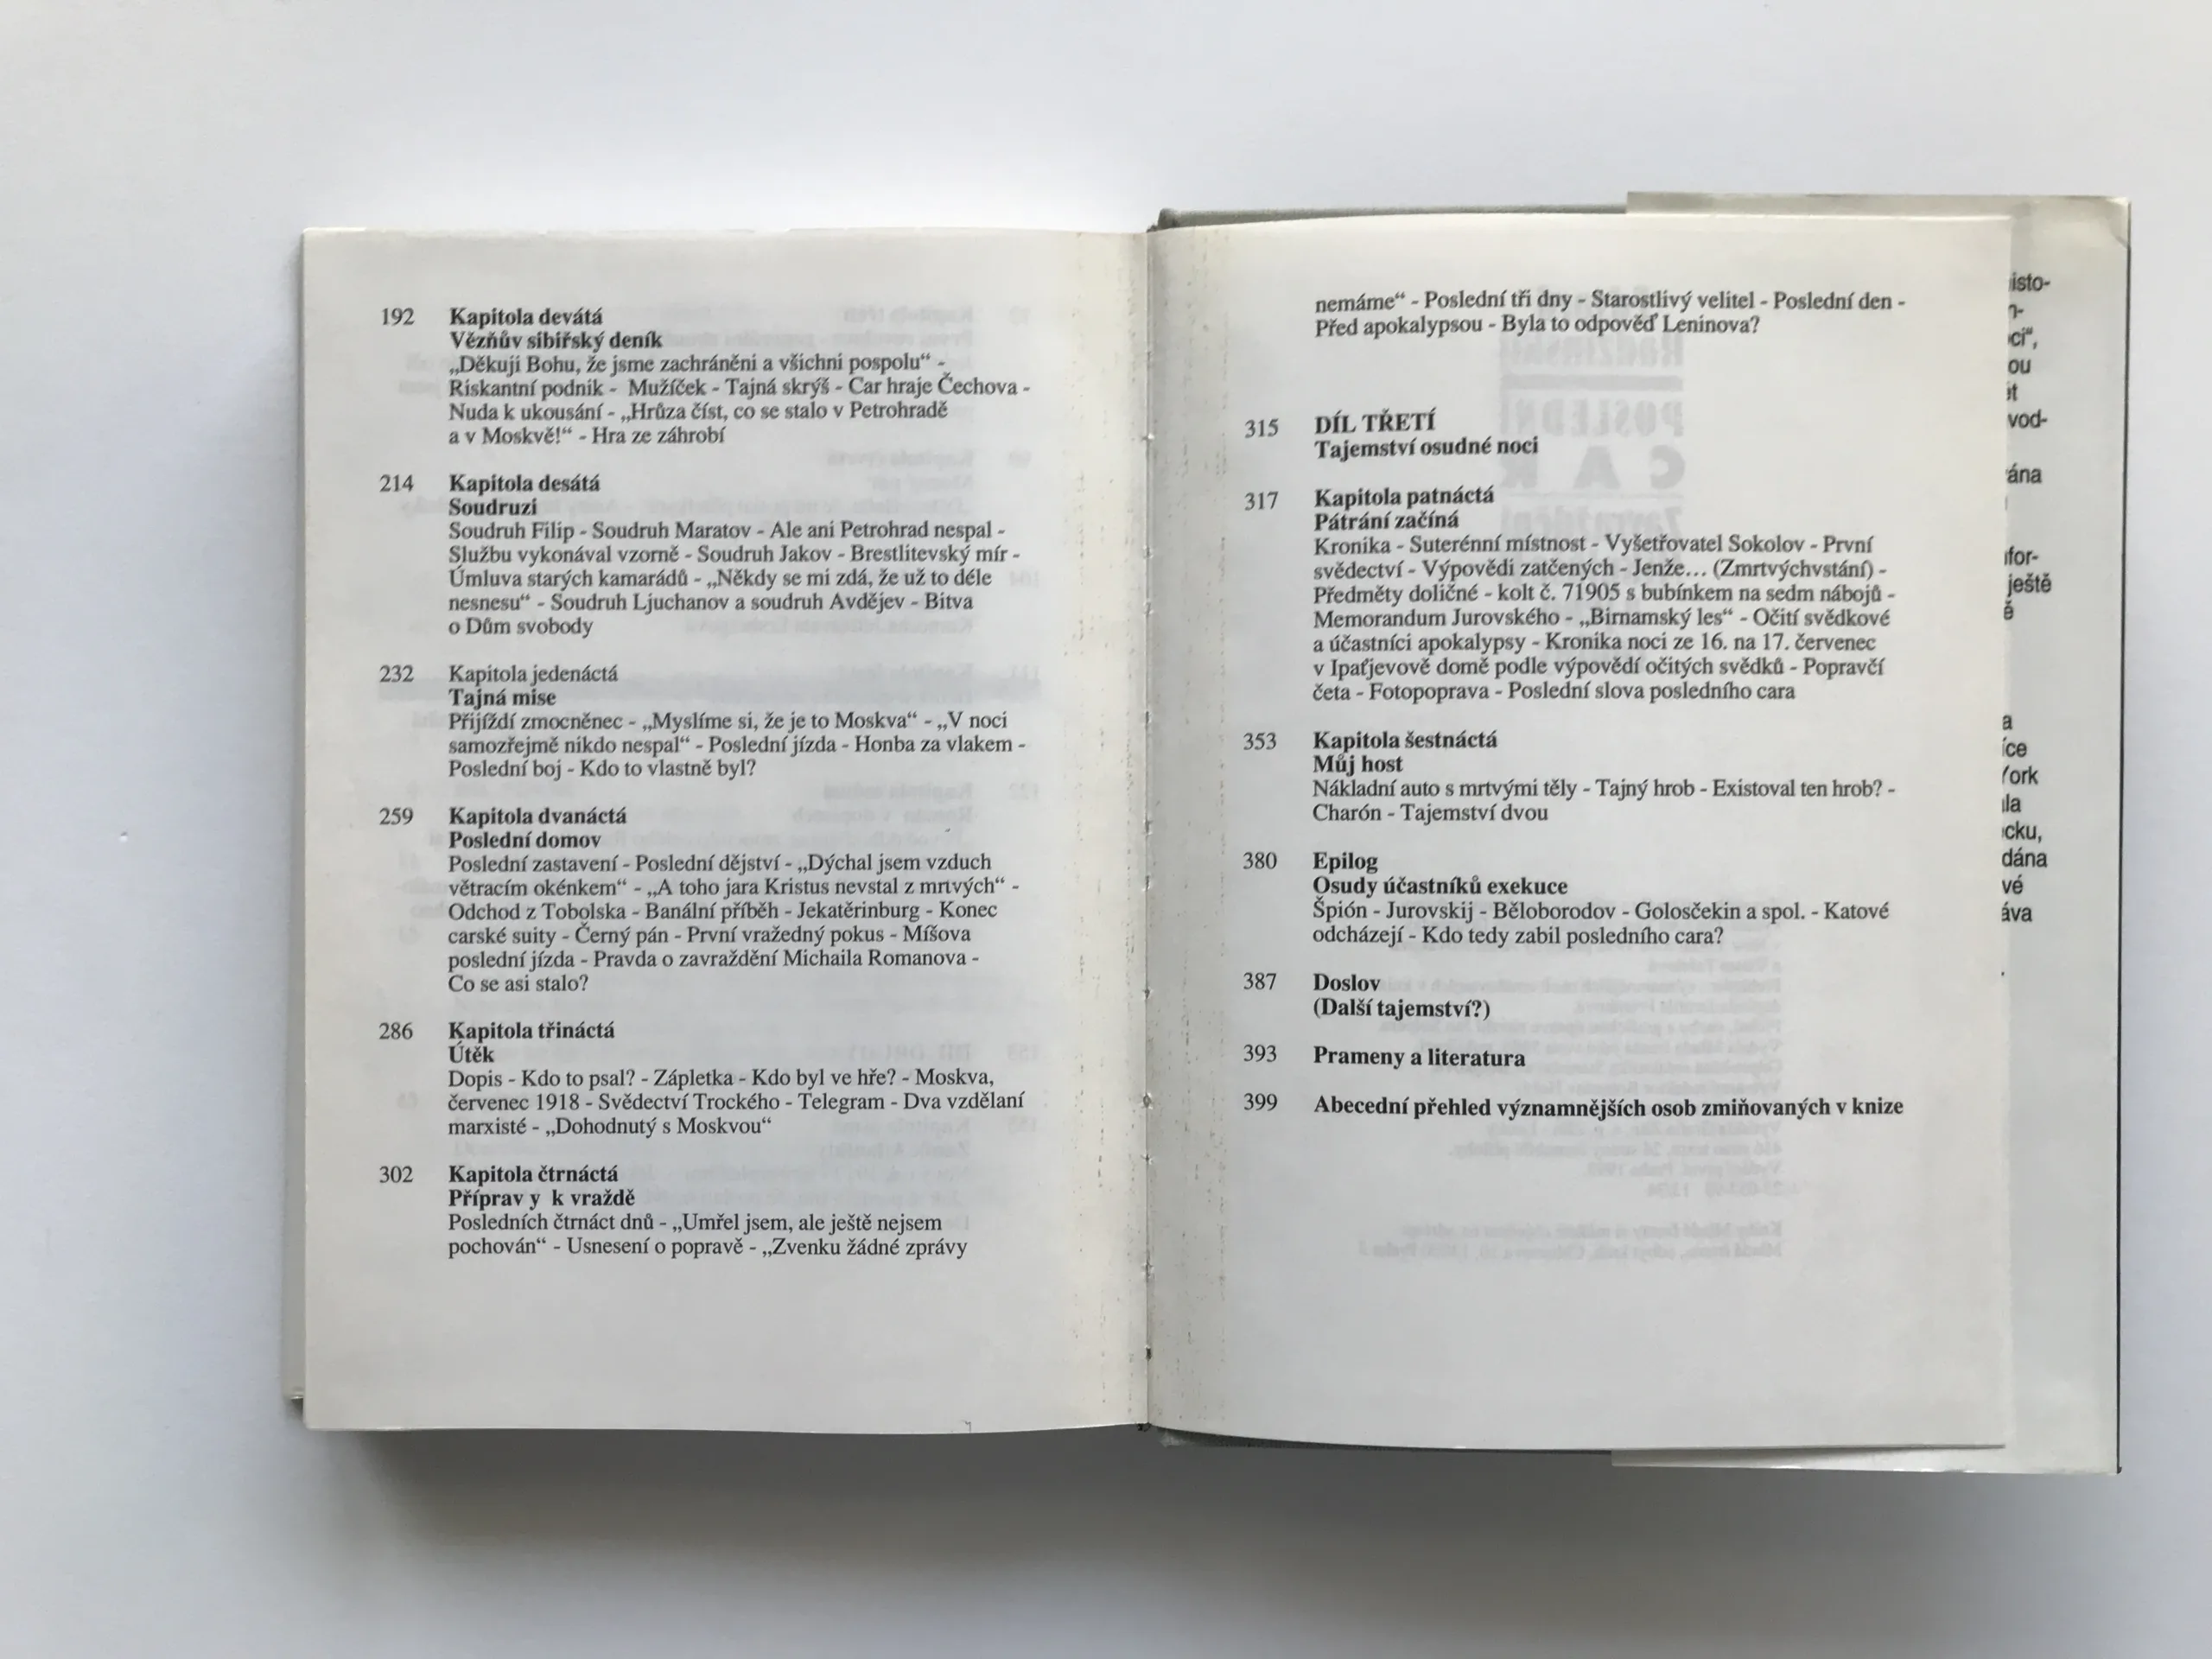 192 Kapitola devátá
Vězňův sibiřský deník
„Děkuji Bohu, že jsme zachráněni a všichni pospolu“ -
Riskantní podnik - Mužíček - Tajná skrýš - Car hraje Čechova -
Nuda k ukousání - „Hrůza číst, co se stalo v Petrohradě
a v Moskvě!“ - Hra ze záhrobí
214 Kapitola desátá
Soudruzi
Soudruh Filip - Soudruh Maratov - Ale ani Petrohrad nespal -
Službu vykonával vzorně - Soudruh Jakov - Brestlitevský mír -
Úmluva starých kamarádů - „Někdy se mi zdá, že už to déle
nesnesu“ - Soudruh Ljuchanov a soudruh Avdějev - Bitva
o Dům svobody
232 Kapitola jedenáctá
Tajná mise
Přijíždí zmocněnec - „Myslíme si, že je to Moskva“ - „V noci
samozřejmě nikdo nespal“ - Poslední jízda - Honba za vlakem -
Poslední boj - Kdo to vlastně byl?
259 Kapitola dvanáctá
Poslední domov
Poslední zastavení - Poslední dějství - „Dýchal jsem vzduch
větracím okénkem“ - „A toho jara Kristus nevstal z mrtvých“ -
Odchod z Tobolska - Banální příběh - Jekatěrinburg - Konec
carské suity - Černý pán - První vražedný pokus - Míšova
poslední jízda - Pravda o zavraždění Michaila Romanova -
Co se asi stalo?
286 Kapitola třináctá
Útěk
Dopis - Kdo to psal? - Zápletka - Kdo byl ve hře? - Moskva,
červenec 1918 - Svědectví Trockého - Telegram - Dva vzdělaní
marxisté - „Dohodnutý s Moskvou“
302 Kapitola čtrnáctá
Příprav y k vraždě
Posledních čtrnáct dnů - „Umřel jsem, ale ještě nejsem
pochován“ - Usnesení o popravě - „Zvenku žádné zprávy
nemáme“ - Poslední tři dny - Starostlivý velitel - Poslední den -
Před apokalypsou - Byla to odpověď Leninova?
315 DÍL TŘETÍ
Tajemství osudné noci
317 Kapitola patnáctá
Pátrání začíná
Kronika - Suterénní místnost - Vyšetřovatel Sokolov - První
svědectví - Výpovědi zatčených - Jenže... (Zmrtvýchvstání) -
Předměty doličné - kolt č. 71905 s bubínkem na sedm nábojů -
Memorandum Jurovského - „Birnamský les“ - Očití svědkové
a účastníci apokalypsy - Kronika noci ze 16. na 17. červenec
v Ipaťjevově domě podle výpovědí očitých svědků - Popravčí
četa - Fotopoprava - Poslední slova posledního cara
353 Kapitola šestnáctá
Můj host
Nákladní auto s mrtvými těly - Tajný hrob - Existoval ten hrob? -
Charón - Tajemství dvou
380 Epilog
Osudy účastníků exekuce
Špión - Jurovskij - Běloborodov - Gološčekin a spol. - Katové
odcházejí - Kdo tedy zabil posledního cara?
387 Doslov
(Další tajemství?)
393 Prameny a literatura
399 Abecední přehled významnějších osob zmiňovaných v knize
isto-
n-
ci“,
ou
vod-
ána
for-
ještě
ě
a
íce
York
la
cku,
dána
vé
áva